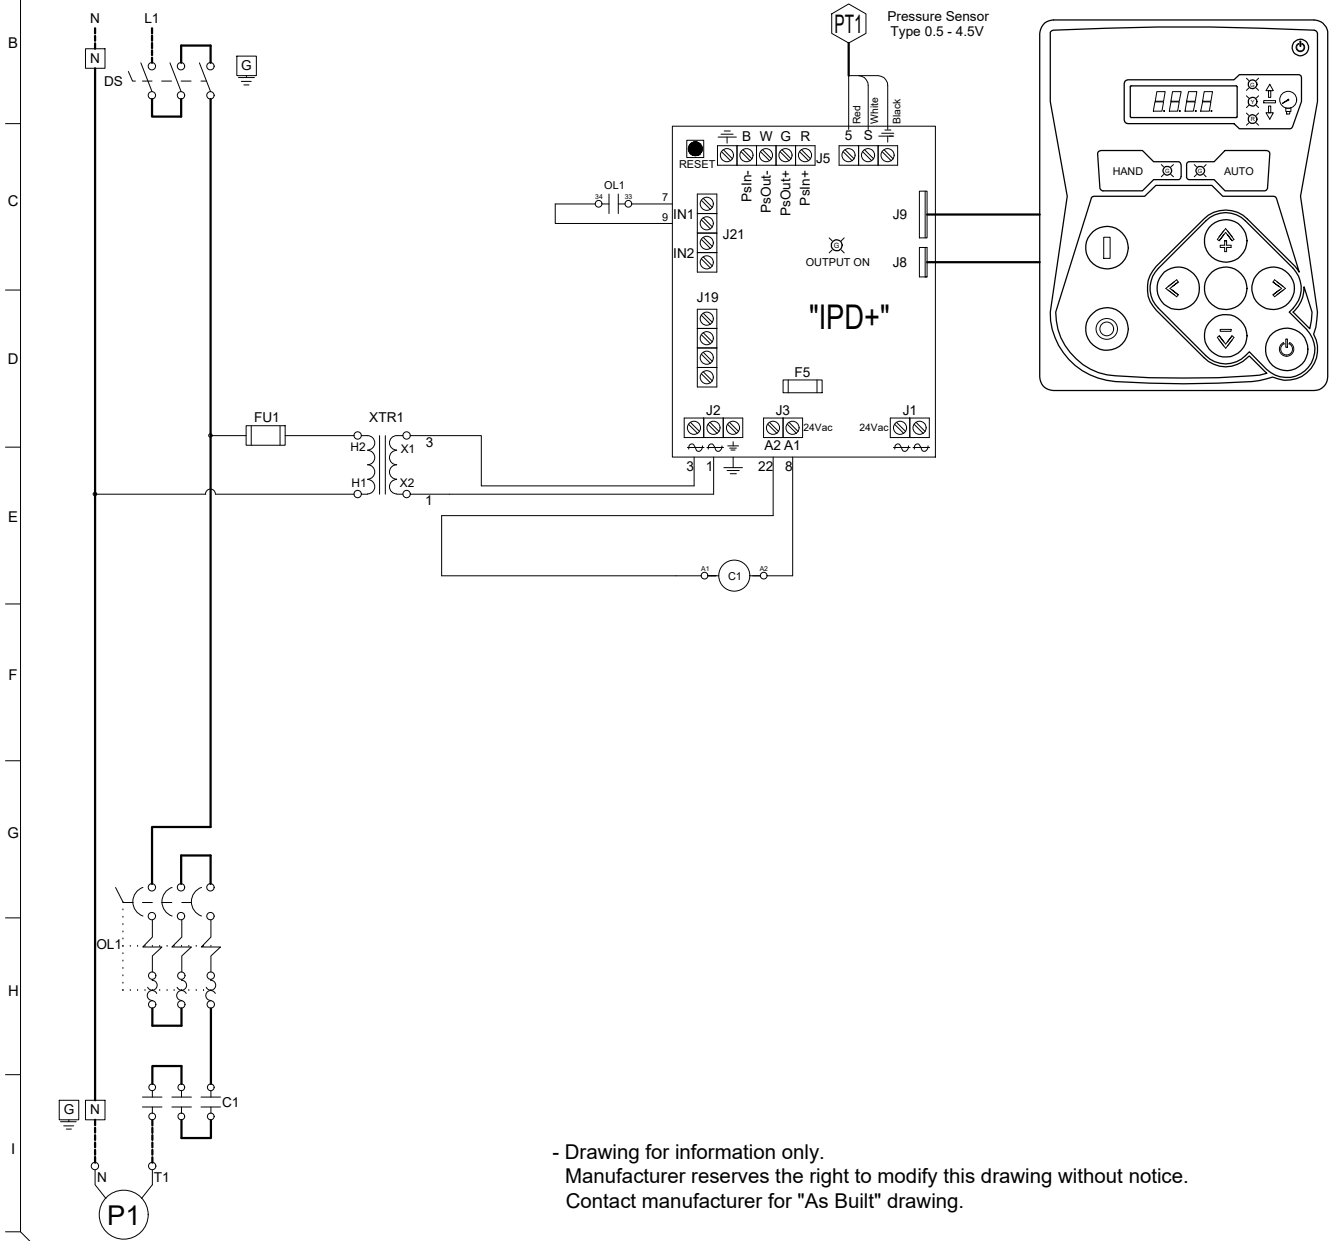 B
N
L1
N
DS
G
PT1
Pressure Sensor
Type 0.5 - 4.5V
Red
White
Black
5 S
B W G R
J5
RESET
PsIn-
PsOut-
PsOut+
PsIn+
8.8.8.8.
G
Y
R
HAND
G
G
AUTO
C
OL1
34
33
7
9
IN1
J21
IN2
OUTPUT ON
G
J9
J8
J19
"IPD+"
D
F5
FU1
XTR1
H2
X1
3
H1
X2
1
J2
J3
24Vac
24Vac
J1
A2 A1
3 1
22 8
E
A1
C1
A2
F
G
OL1
H
G
N
C1
I
N
T1
P1
- Drawing for information only.
Manufacturer reserves the right to modify this drawing without notice.
Contact manufacturer for "As Built" drawing.